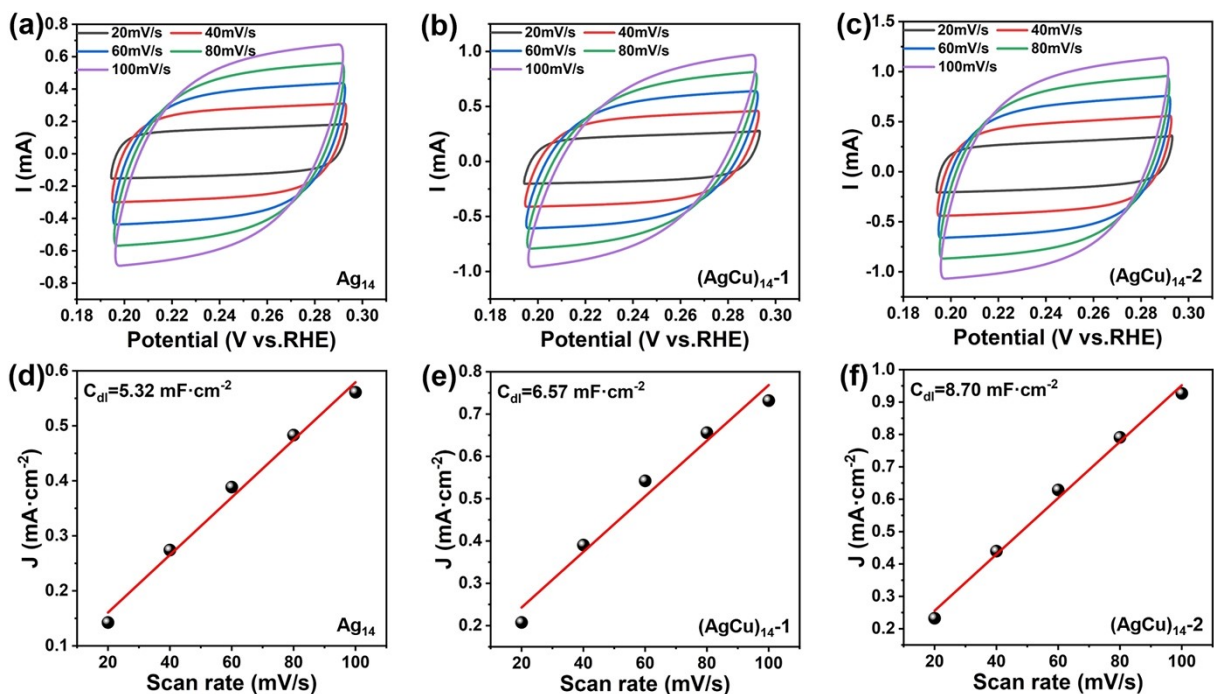 (a)
20mV/s 40mV/s
60mV/s 80mV/s
100mV/s
0.8
0.6
0.4
0.2
0.0
-0.2
-0.4
-0.6
-0.8
I (mA)
Ag₁₄
0.18 0.20 0.22 0.24 0.26 0.28 0.30
Potential (V vs.RHE)
(b)
20mV/s 40mV/s
60mV/s 80mV/s
100mV/s
1.0
0.5
0.0
-0.5
-1.0
I (mA)
(AgCu)₁₄-1
0.18 0.20 0.22 0.24 0.26 0.28 0.30
Potential (V vs.RHE)
(c)
20mV/s 40mV/s
60mV/s 80mV/s
100mV/s
1.5
1.0
0.5
0.0
-0.5
-1.0
I (mA)
(AgCu)₁₄-2
0.18 0.20 0.22 0.24 0.26 0.28 0.30
Potential (V vs.RHE)
(d)
C_dl=5.32 mF·cm⁻²
0.6
0.5
0.4
0.3
0.2
0.1
J (mA·cm⁻²)
Ag₁₄
20 40 60 80 100
Scan rate (mV/s)
(e)
C_dl=6.57 mF·cm⁻²
0.8
0.7
0.6
0.5
0.4
0.3
0.2
J (mA·cm⁻²)
(AgCu)₁₄-1
20 40 60 80 100
Scan rate (mV/s)
(f)
C_dl=8.70 mF·cm⁻²
1.0
0.9
0.8
0.7
0.6
0.5
0.4
0.3
0.2
J (mA·cm⁻²)
(AgCu)₁₄-2
20 40 60 80 100
Scan rate (mV/s)